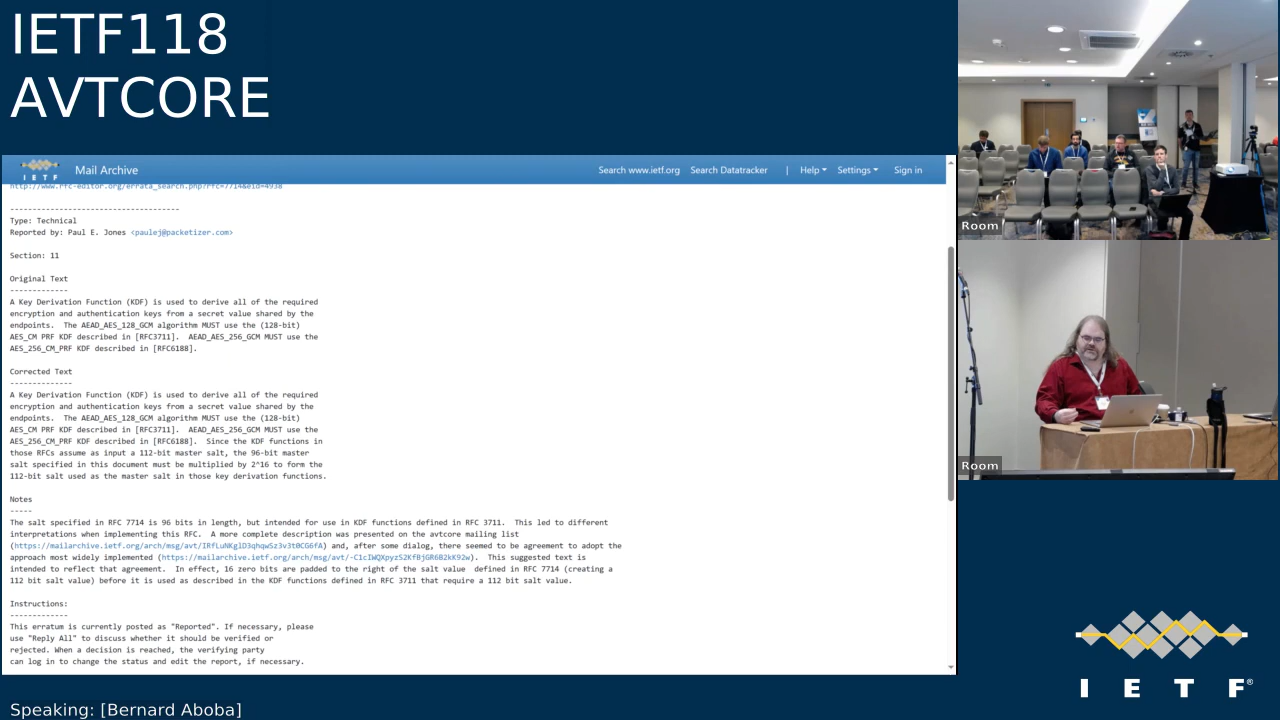 IETF118
AVTCORE
IETF
Mail Archive
Search www.ietf.org
Search Datatracker
|
Help
Settings
Sign in
http://www.rfc-editor.org/errata_search.php?rfc=7714&eid=4938
--------------------------------------
Type: Technical
Reported by: Paul E. Jones <paulej@packetizer.com>
Section: 11
Original Text
-------------
A Key Derivation Function (KDF) is used to derive all of the required
encryption and authentication keys from a secret value shared by the
endpoints.  The AEAD_AES_128_GCM algorithm MUST use the (128-bit)
AES_CM PRF KDF described in [RFC3711].  AEAD_AES_256_GCM MUST use the
AES_256_CM_PRF KDF described in [RFC6188].
Corrected Text
--------------
A Key Derivation Function (KDF) is used to derive all of the required
encryption and authentication keys from a secret value shared by the
endpoints.  The AEAD_AES_128_GCM algorithm MUST use the (128-bit)
AES_CM PRF KDF described in [RFC3711].  AEAD_AES_256_GCM MUST use the
AES_256_CM_PRF KDF described in [RFC6188].  Since the KDF functions in
those RFCs assume as input a 112-bit master salt, the 96-bit master
salt specified in this document must be multiplied by 2^16 to form the
112-bit salt used as the master salt in those key derivation functions.
Notes
-----
The salt specified in RFC 7714 is 96 bits in length, but intended for use in KDF functions defined in RFC 3711.  This led to different
interpretations when implementing this RFC.  A more complete description was presented on the avtcore mailing list
(https://mailarchive.ietf.org/arch/msg/avt/IRfLuNKglD3qhqwSz3v3t0CG6fA) and, after some dialog, there seemed to be agreement to adopt the
approach most widely implemented (https://mailarchive.ietf.org/arch/msg/avt/-C1cIWQXpyzS2KfBjGR6B2kK92w).  This suggested text is
intended to reflect that agreement.  In effect, 16 zero bits are padded to the right of the salt value  defined in RFC 7714 (creating a
112 bit salt value) before it is used as described in the KDF functions defined in RFC 3711 that require a 112 bit salt value.
Instructions:
-------------
This erratum is currently posted as "Reported". If necessary, please
use "Reply All" to discuss whether it should be verified or
rejected. When a decision is reached, the verifying party
can log in to change the status and edit the report, if necessary.
Room
Room
I E T F®
Speaking: [Bernard Aboba]